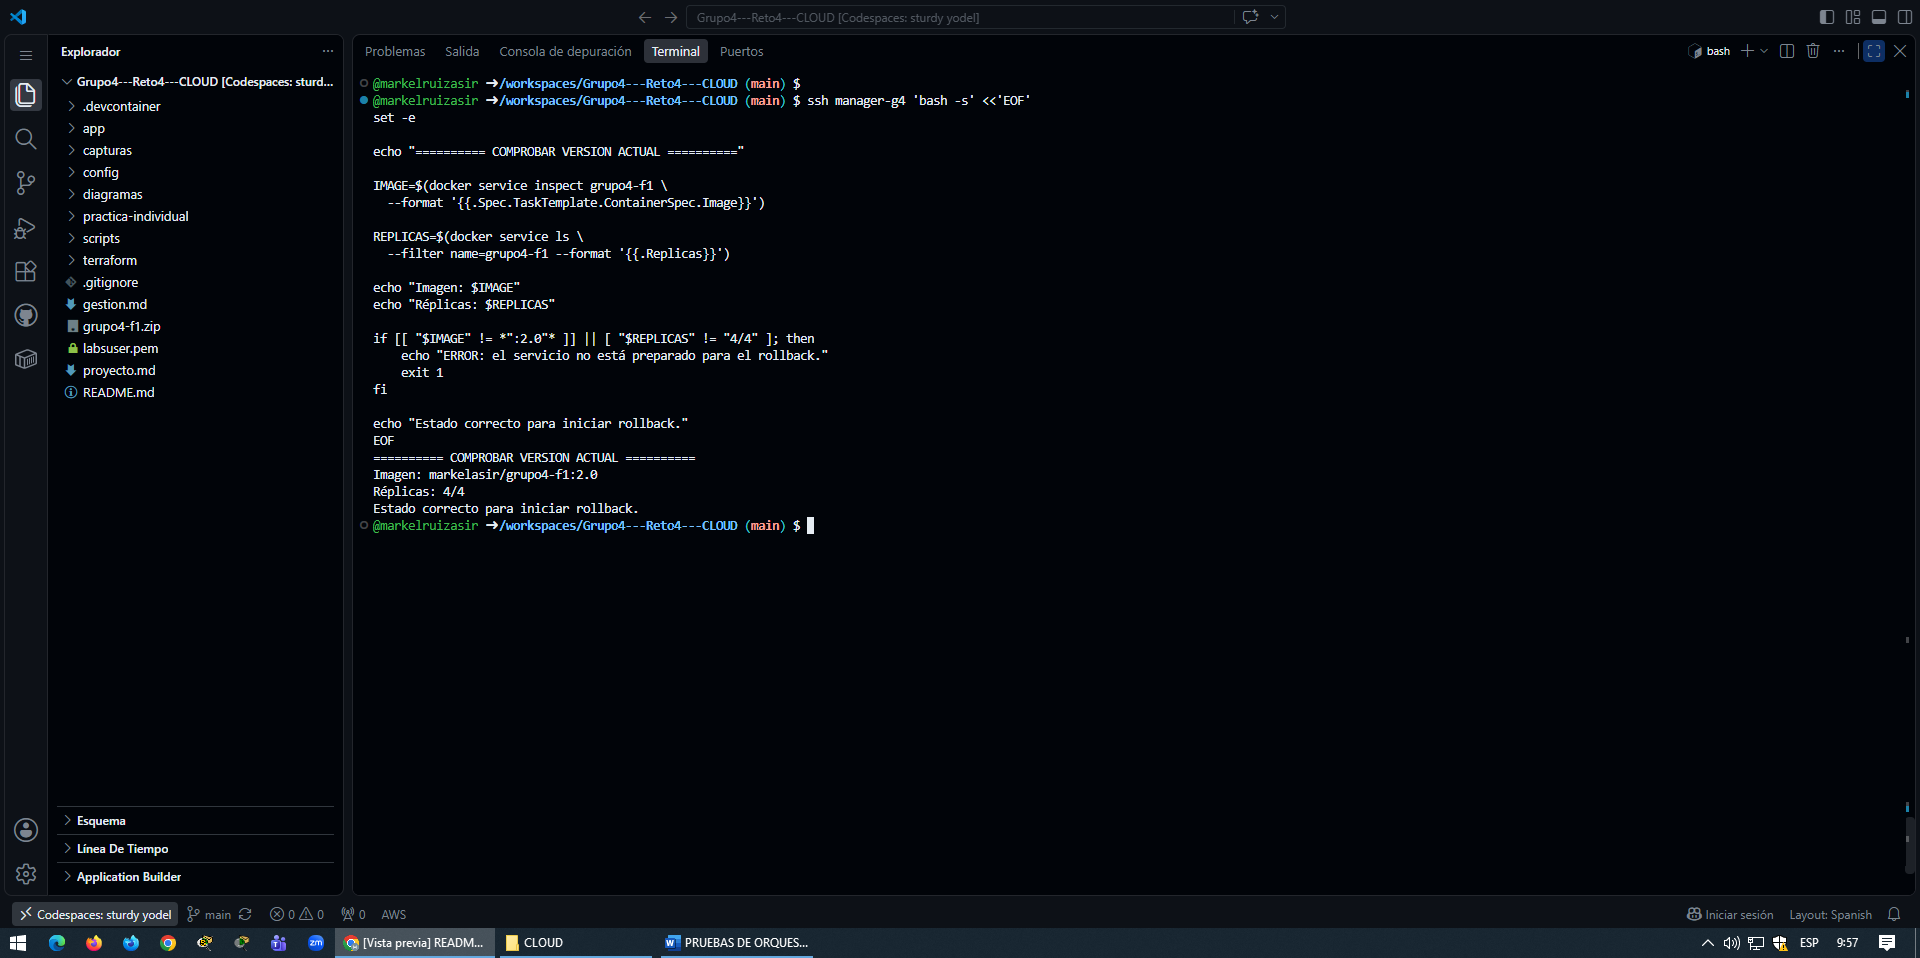 Grupo4---Reto4---CLOUD [Codespaces: sturdy yodel]
Explorador
Grupo4---Reto4---CLOUD [Codespaces: sturd...
.devcontainer
app
capturas
config
diagramas
practica-individual
scripts
terraform
.gitignore
gestion.md
grupo4-f1.zip
labsuser.pem
proyecto.md
README.md
Esquema
Línea De Tiempo
Application Builder
Problemas Salida Consola de depuración Terminal Puertos
bash
@markelruizasir ➜/workspaces/Grupo4---Reto4---CLOUD (main) $
@markelruizasir ➜/workspaces/Grupo4---Reto4---CLOUD (main) $ ssh manager-g4 'bash -s' <<'EOF'
set -e
echo "========== COMPROBAR VERSION ACTUAL =========="
IMAGE=$(docker service inspect grupo4-f1 \
--format '{{.Spec.TaskTemplate.ContainerSpec.Image}}')
REPLICAS=$(docker service ls \
--filter name=grupo4-f1 --format '{{.Replicas}}')
echo "Imagen: $IMAGE"
echo "Réplicas: $REPLICAS"
if [[ "$IMAGE" != *":2.0"* ]] || [ "$REPLICAS" != "4/4" ]; then
echo "ERROR: el servicio no está preparado para el rollback."
exit 1
fi
echo "Estado correcto para iniciar rollback."
EOF
========== COMPROBAR VERSION ACTUAL ==========
Imagen: markelasir/grupo4-f1:2.0
Réplicas: 4/4
Estado correcto para iniciar rollback.
@markelruizasir ➜/workspaces/Grupo4---Reto4---CLOUD (main) $
Codespaces: sturdy yodel main 0 0 0 AWS Iniciar sesión Layout: Spanish
[Vista previa] READM... CLOUD PRUEBAS DE ORQUES... ESP 9:57